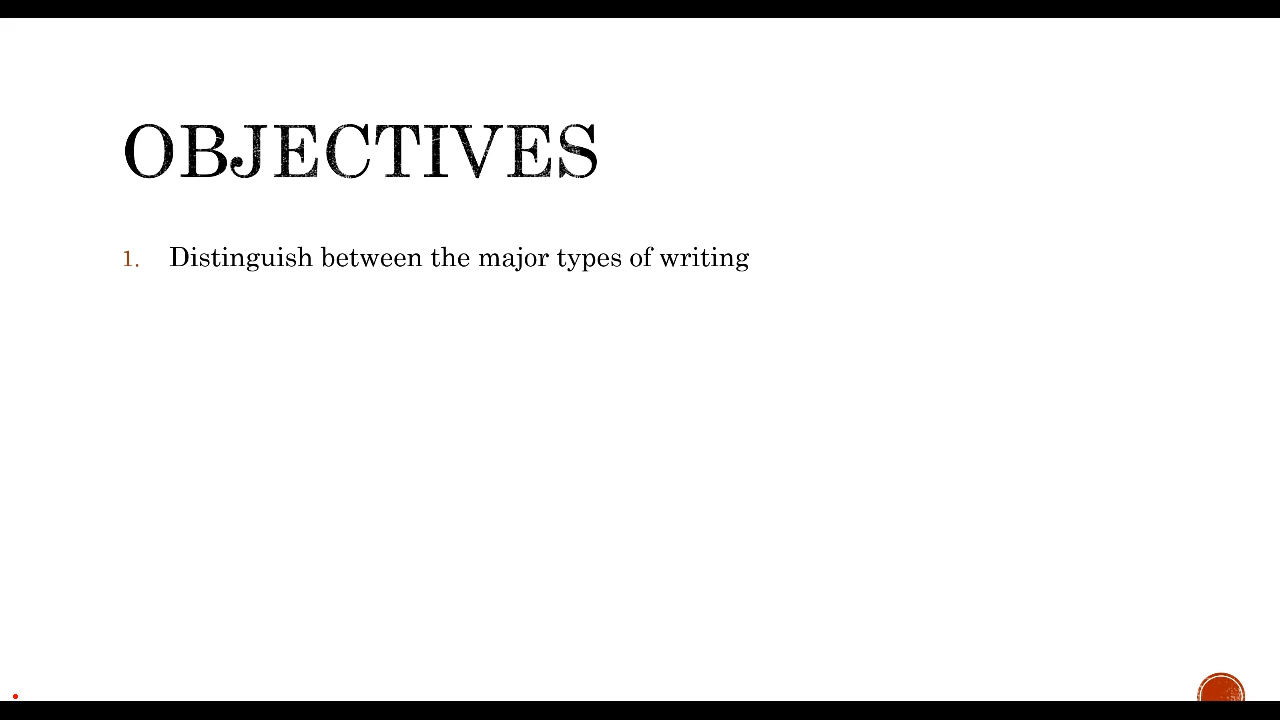 OBJECTIVES
1. Distinguish between the major types of writing